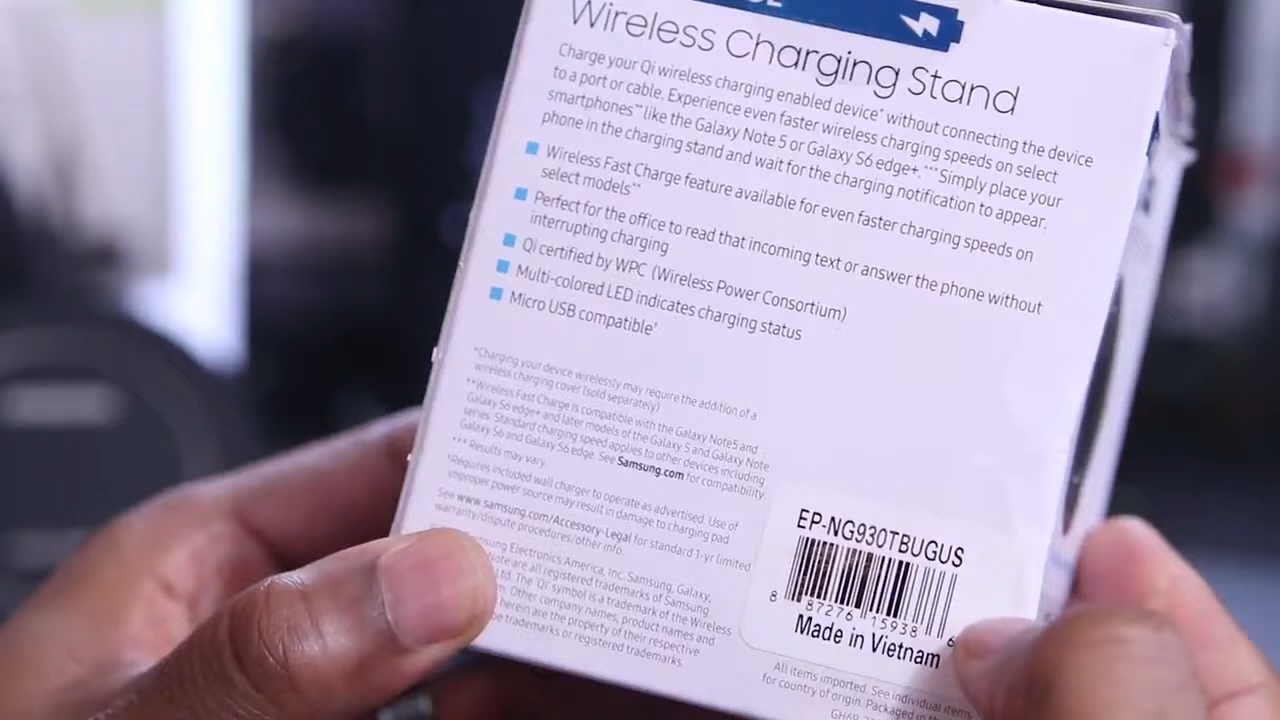 Wireless Charging Stand
Charge your Qi wireless charging enabled device* without connecting the device
to a port or cable. Experience even faster wireless charging speeds on select
smartphones** like the Galaxy Note 5 or Galaxy S6 edge+.*** Simply place your
phone in the charging stand and wait for the charging notification to appear.
Wireless Fast Charge feature available for even faster charging speeds on
select models**
Perfect for the office to read that incoming text or answer the phone without
interrupting charging
Qi certified by WPC (Wireless Power Consortium)
Multi-colored LED indicates charging status
Micro USB compatible†
*Charging your device wirelessly may require the addition of a
wireless charging cover (sold separately)
**Wireless Fast Charge is compatible with the Galaxy Note5 and
Galaxy S6 edge+ and later models of the Galaxy S and Galaxy Note
series. Standard charging speed applies to other devices including
Galaxy S6 and Galaxy S6 edge. See Samsung.com for compatibility
*** Results may vary.
†Requires included wall charger to operate as advertised. Use of
improper power source may result in damage to charging pad
See www.samsung.com/Accessory-Legal for standard 1-yr limited
warranty/dispute procedures/other info.
Electronics America, Inc. Samsung, Galaxy,
Note are all registered trademarks of Samsung
Ltd. The 'Qi' symbol is a trademark of the Wireless
Other company names, product names and
herein are the property of their respective
be trademarks or registered trademarks.
EP-NG930TBUGUS
8 87276 15938 6
Made in Vietnam
All items imported. See individual items
for country of origin. Packaged in